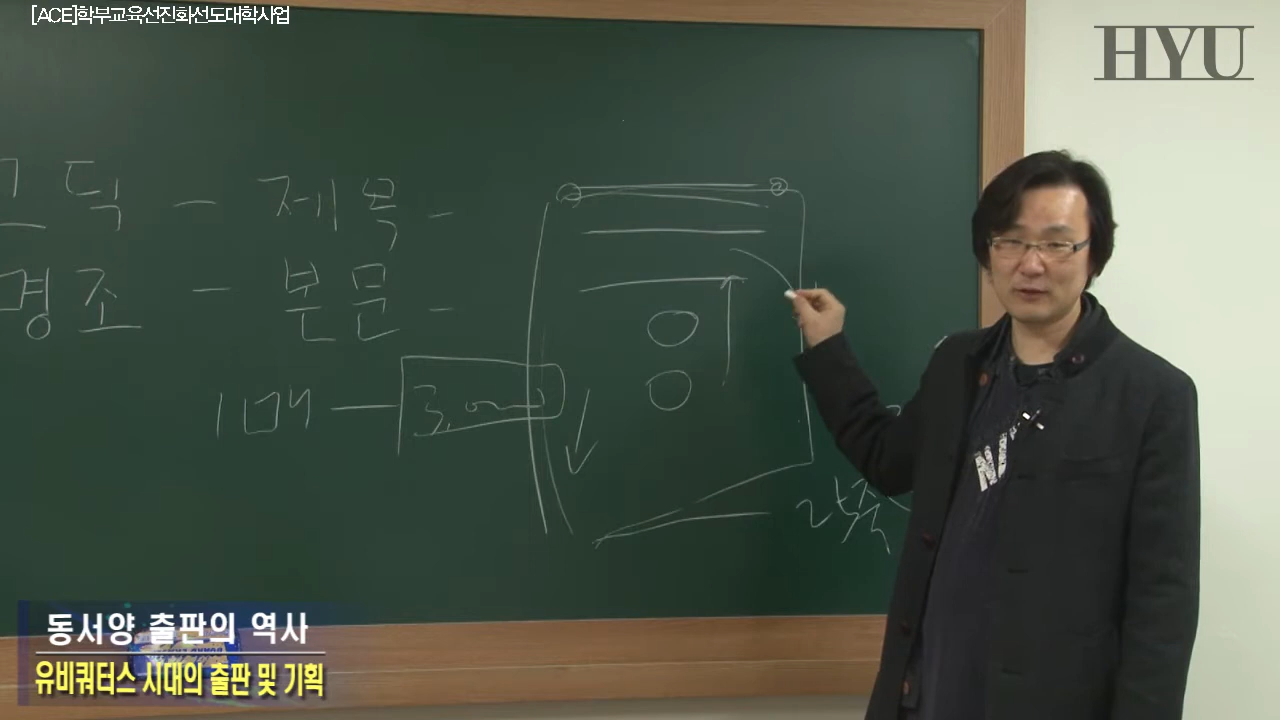 [ACE]학부교육선진화선도대학사업
HYU
고딕 - 제목 -
명조 - 본문 -
1매 — 3,000
동서양 출판의 역사
유비쿼터스 시대의 출판 및 기획